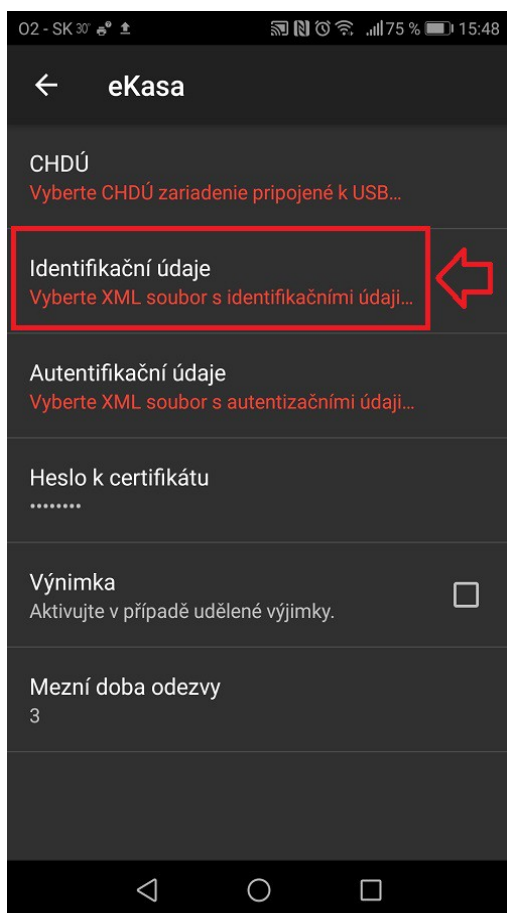 O2 - SK 30° 75 % 15:48
eKasa
CHDÚ
Vyberte CHDÚ zariadenie pripojené k USB...
Identifikační údaje
Vyberte XML soubor s identifikačními údaji...
Autentifikační údaje
Vyberte XML soubor s autentizačními údaji...
Heslo k certifikátu
••••••••
Výnimka
Aktivujte v případě udělené výjimky.
Mezní doba odezvy
3